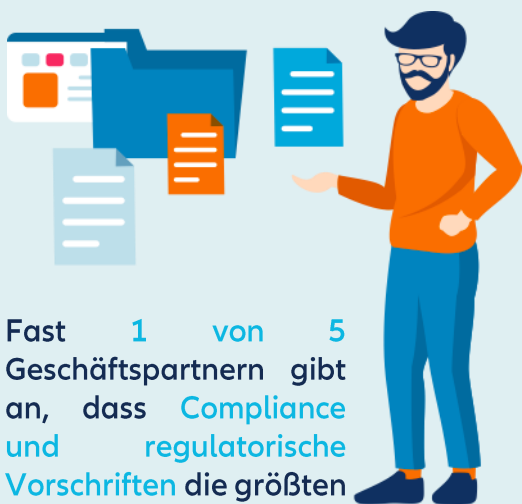 Fast 1 von 5
Geschäftspartnern gibt
an, dass Compliance
und regulatorische
Vorschriften die größten